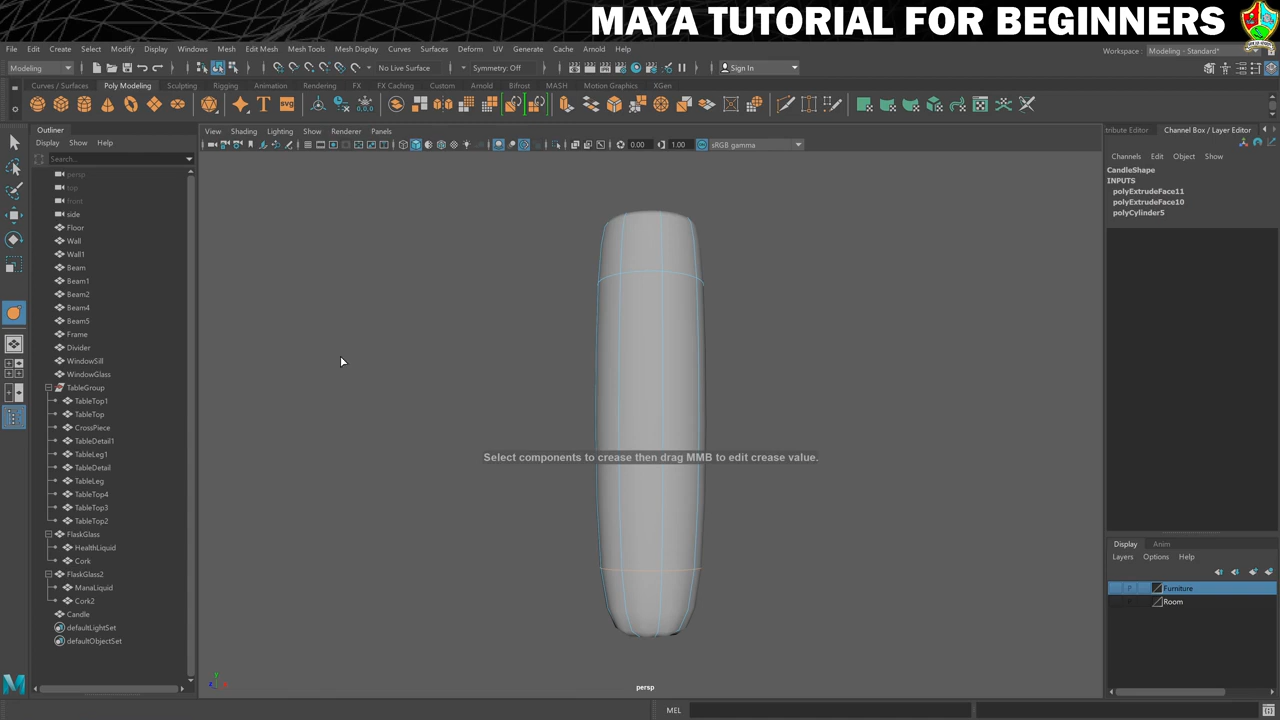 MAYA TUTORIAL FOR BEGINNERS
File Edit Create Select Modify Display Windows Mesh Edit Mesh Mesh Tools Mesh Display Curves Surfaces Deform UV Generate Cache Arnold Help
Workspace : Modeling - Standard*
Modeling No Live Surface Symmetry: Off Sign In
Curves / Surfaces Poly Modeling Sculpting Rigging Animation Rendering FX FX Caching Custom Arnold Bifrost MASH Motion Graphics XGen
SVG
Outliner
Display Show Help
Search...
persp
top
front
side
Floor
Wall
Wall1
Beam
Beam1
Beam2
Beam4
Beam5
Frame
Divider
WindowSill
WindowGlass
TableGroup
TableTop1
TableTop
CrossPiece
TableDetail1
TableLeg1
TableDetail
TableLeg
TableTop4
TableTop3
TableTop2
FlaskGlass
HealthLiquid
Cork
FlaskGlass2
ManaLiquid
Cork2
Candle
defaultLightSet
defaultObjectSet
View Shading Lighting Show Renderer Panels
0.00 1.00 sRGB gamma
Select components to crease then drag MMB to edit crease value.
persp
tribute Editor Channel Box / Layer Editor
Channels Edit Object Show
CandleShape
INPUTS
polyExtrudeFace11
polyExtrudeFace10
polyCylinder5
Display Anim
Layers Options Help
P Furniture
Room
MEL